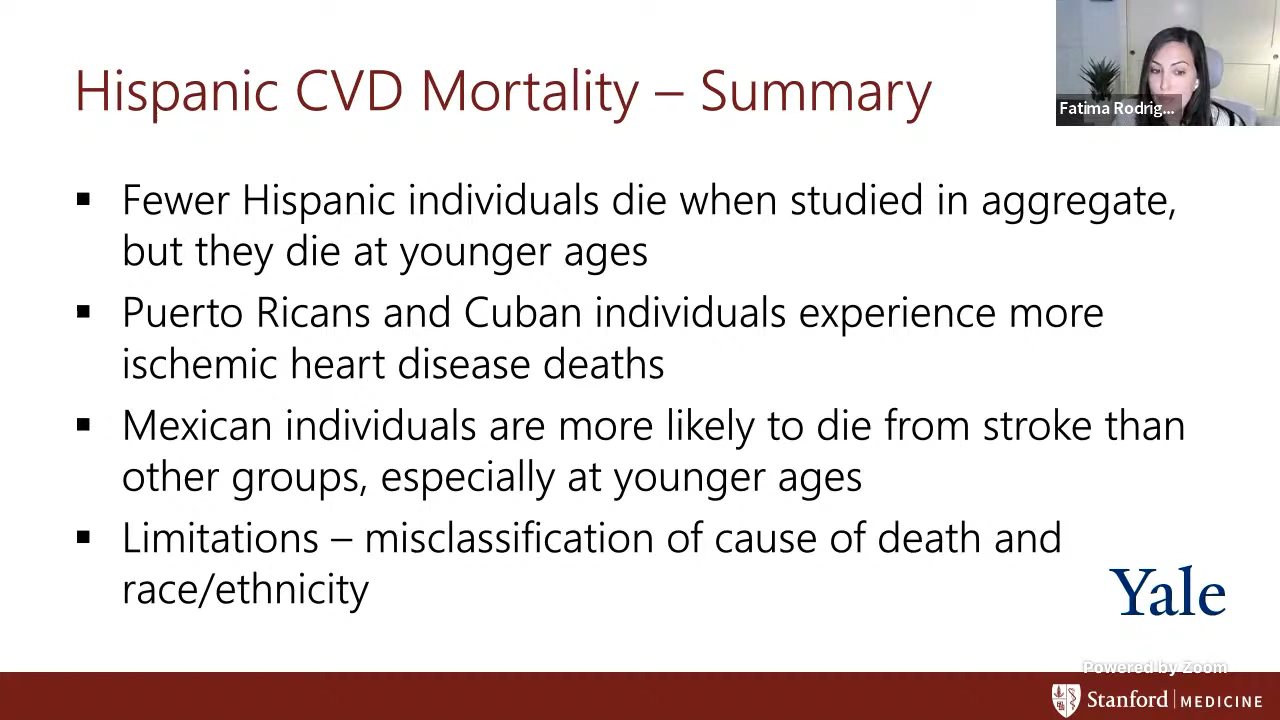 Hispanic CVD Mortality – Summary
Fatima Rodrig...
▪ Fewer Hispanic individuals die when studied in aggregate,
but they die at younger ages
▪ Puerto Ricans and Cuban individuals experience more
ischemic heart disease deaths
▪ Mexican individuals are more likely to die from stroke than
other groups, especially at younger ages
▪ Limitations – misclassification of cause of death and
race/ethnicity
Yale
Powered by Zoom
Stanford MEDICINE